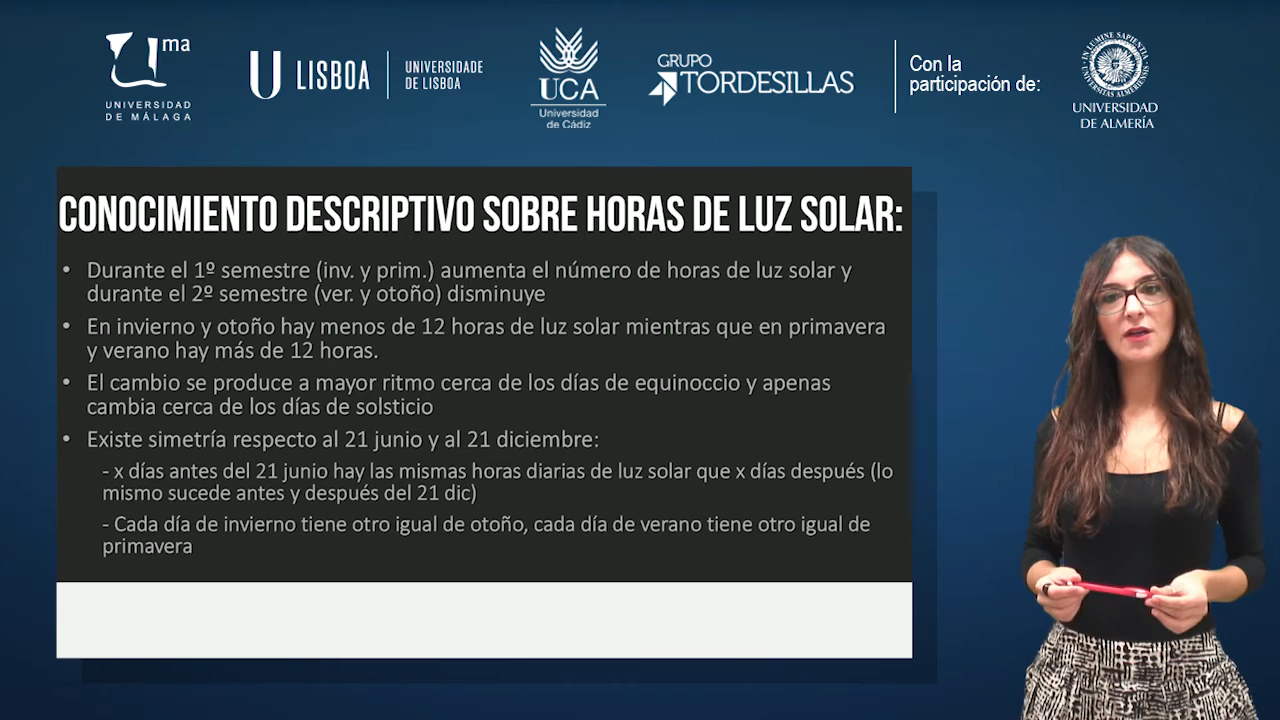 uma
UNIVERSIDAD
DE MÁLAGA
U LISBOA
UNIVERSIDADE
DE LISBOA
UCA
Universidad
de Cádiz
GRUPO
TORDESILLAS
Con la
participación de:
IN LUMINE SAPIENTIA
UNIVERSITAS ALMERIENSIS
UNIVERSIDAD
DE ALMERÍA
CONOCIMIENTO DESCRIPTIVO SOBRE HORAS DE LUZ SOLAR:
• Durante el 1º semestre (inv. y prim.) aumenta el número de horas de luz solar y
durante el 2º semestre (ver. y otoño) disminuye
• En invierno y otoño hay menos de 12 horas de luz solar mientras que en primavera
y verano hay más de 12 horas.
• El cambio se produce a mayor ritmo cerca de los días de equinoccio y apenas
cambia cerca de los días de solsticio
• Existe simetría respecto al 21 junio y al 21 diciembre:
- x días antes del 21 junio hay las mismas horas diarias de luz solar que x días después (lo
mismo sucede antes y después del 21 dic)
- Cada día de invierno tiene otro igual de otoño, cada día de verano tiene otro igual de
primavera